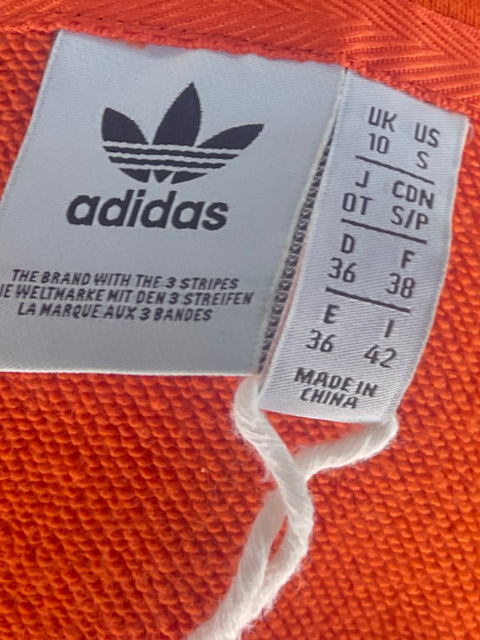 adidas
THE BRAND WITH THE 3 STRIPES
IE WELTMARKE MIT DEN 3 STREIFEN
LA MARQUE AUX 3 BANDES
UK US
10 S
J CDN
OT S/P
D F
36 38
E I
36 42
MADE IN
CHINA